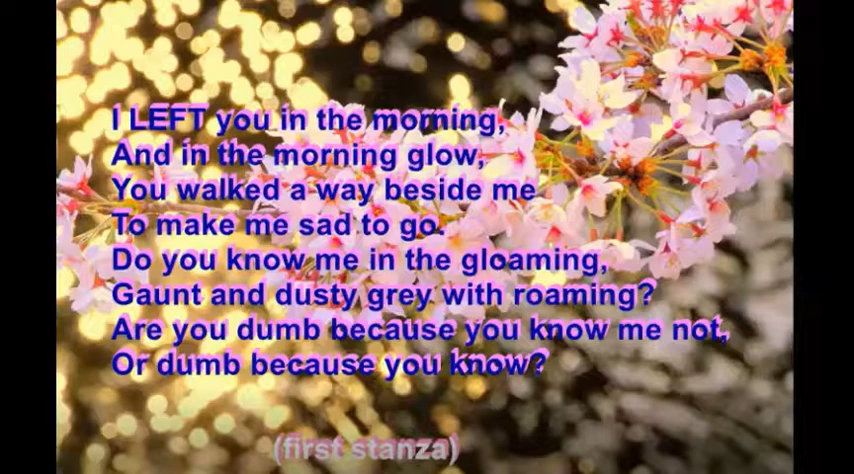 I LEFT you in the morning,
And in the morning glow,
You walked a way beside me
To make me sad to go.
Do you know me in the gloaming,
Gaunt and dusty grey with roaming?
Are you dumb because you know me not,
Or dumb because you know?
(first stanza)